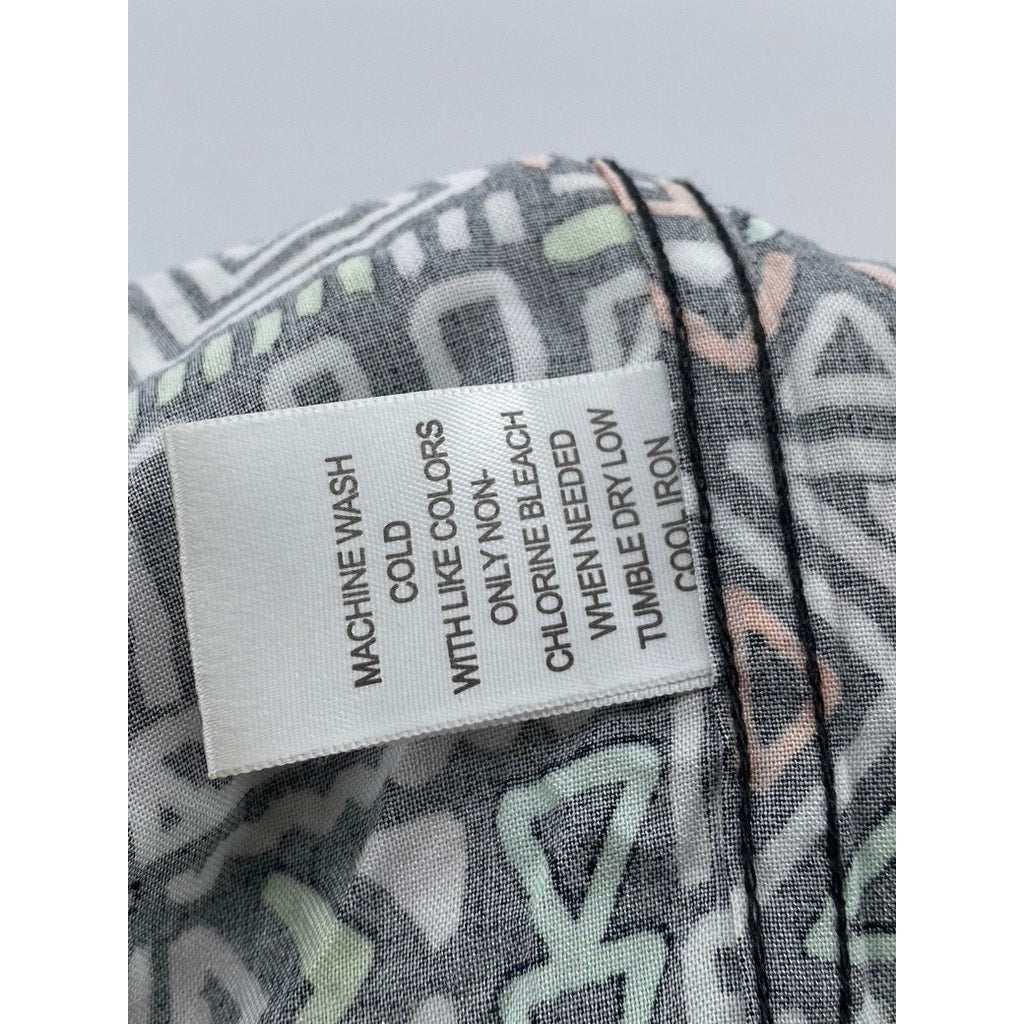 MACHINE WASH
COLD
WITH LIKE COLORS
ONLY NON-
CHLORINE BLEACH
WHEN NEEDED
TUMBLE DRY LOW
COOL IRON